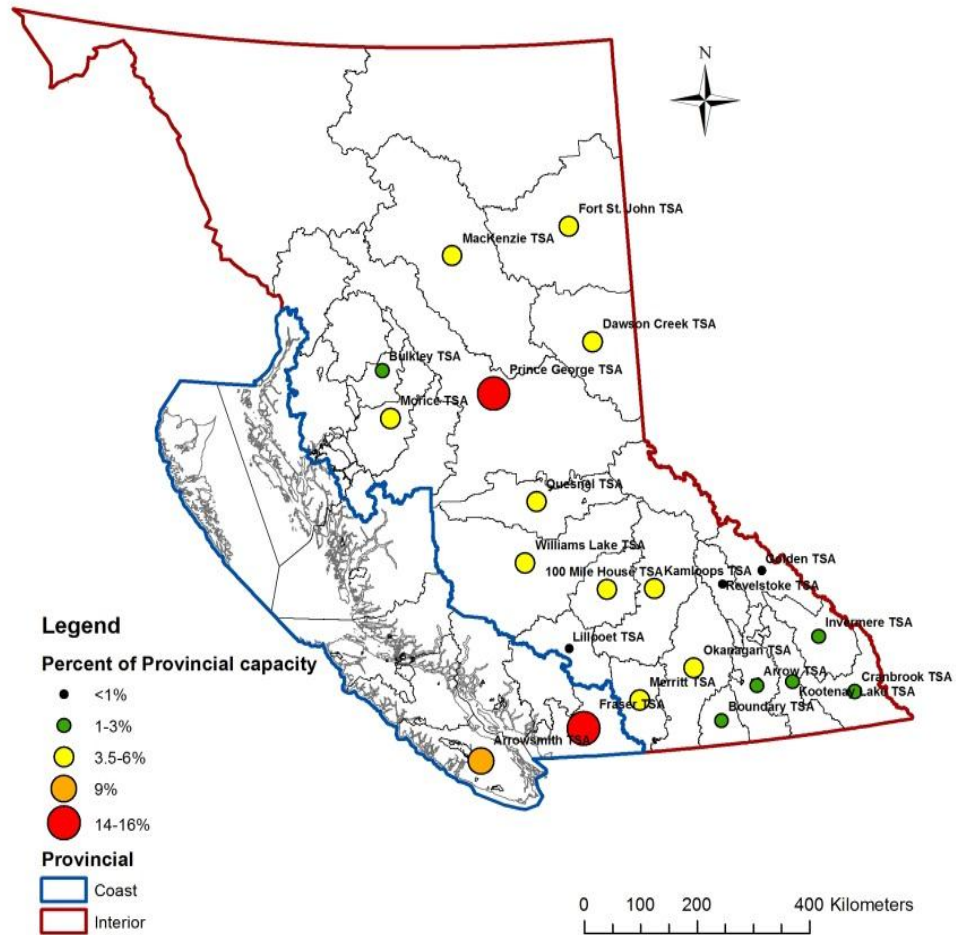 N
Fort St. John TSA
MacKenzie TSA
Dawson Creek TSA
Bulkley TSA
Prince George TSA
Morice TSA
Quesnel TSA
Williams Lake TSA
Golden TSA
100 Mile House TSA
Kamloops TSA
Revelstoke TSA
Invermere TSA
Lillooet TSA
Okanagan TSA
Arrow TSA
Cranbrook TSA
Merritt TSA
Kootenay Lake TSA
Fraser TSA
Boundary TSA
Arrowsmith TSA
Legend
Percent of Provincial capacity
<1%
1-3%
3.5-6%
9%
14-16%
Provincial
Coast
Interior
0 100 200 400 Kilometers